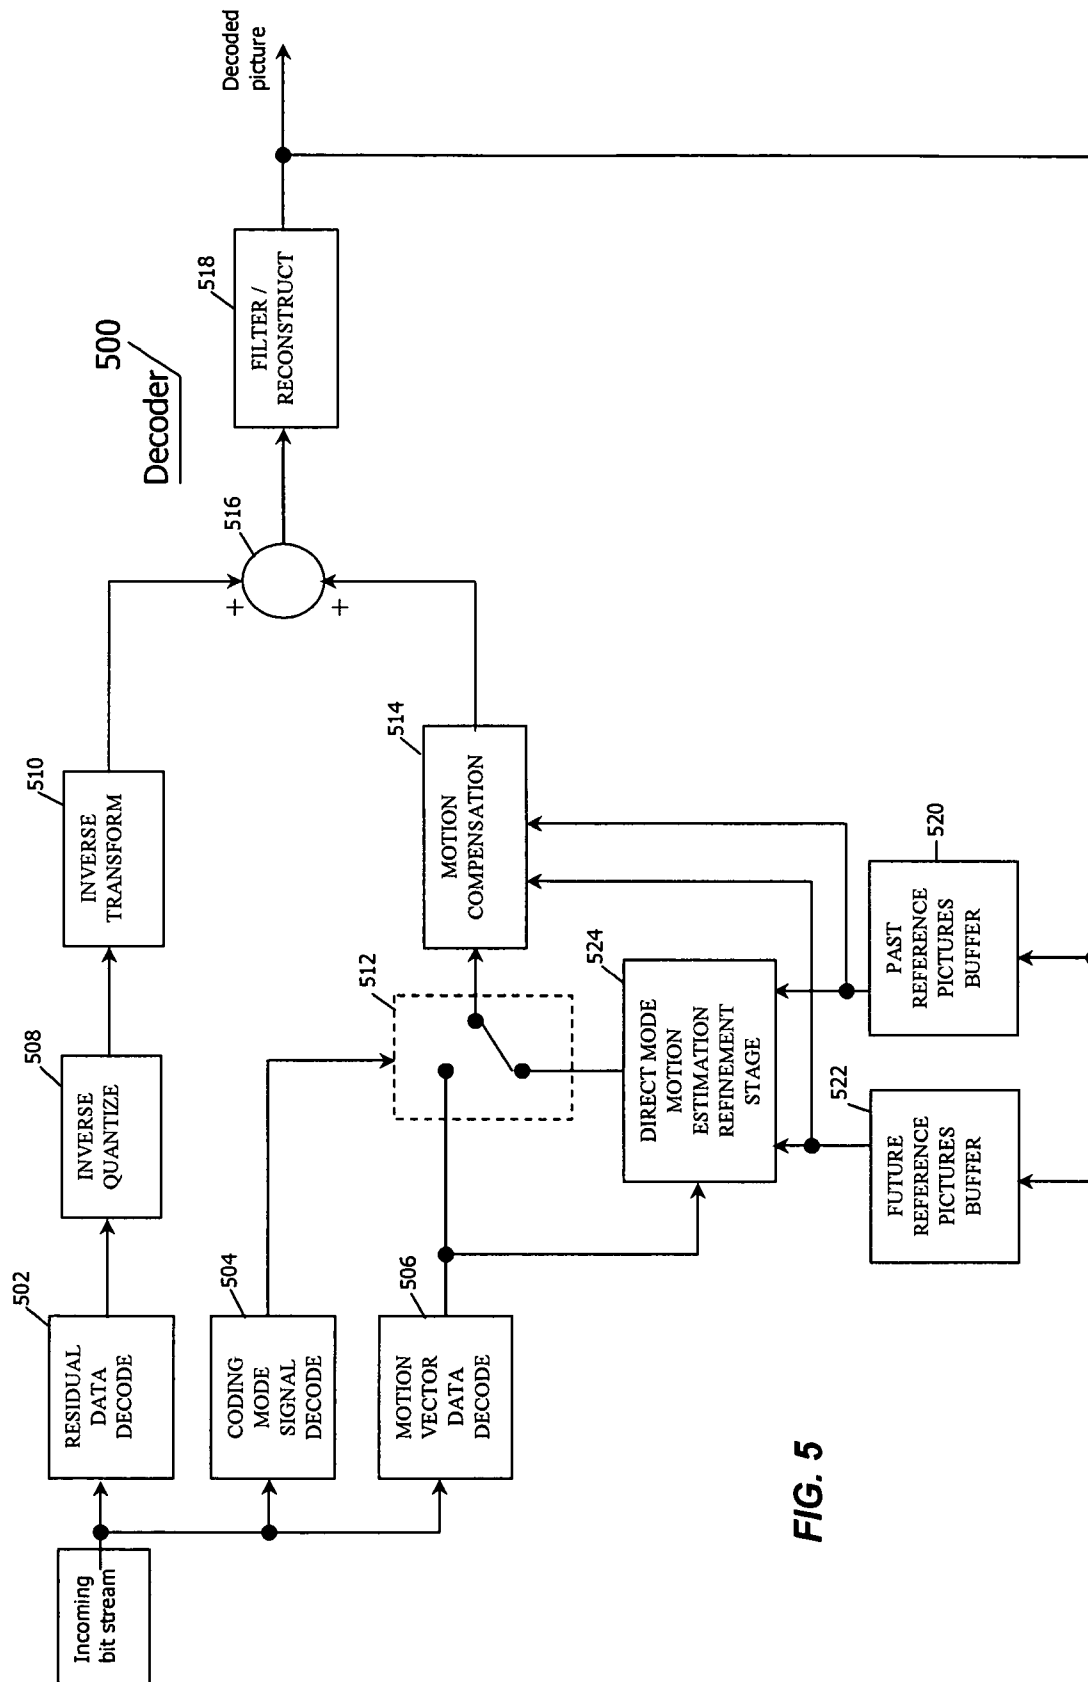 Incoming
bit stream
502
RESIDUAL
DATA
DECODE
504
CODING
MODE
SIGNAL
DECODE
506
MOTION
VECTOR
DATA
DECODE
508
INVERSE
QUANTIZE
510
INVERSE
TRANSFORM
512
514
MOTION
COMPENSATION
524
DIRECT MODE
MOTION
ESTIMATION
REFINEMENT
STAGE
522
FUTURE
REFERENCE
PICTURES
BUFFER
520
PAST
REFERENCE
PICTURES
BUFFER
516
+
+
500
Decoder
518
FILTER /
RECONSTRUCT
Decoded
picture
FIG. 5